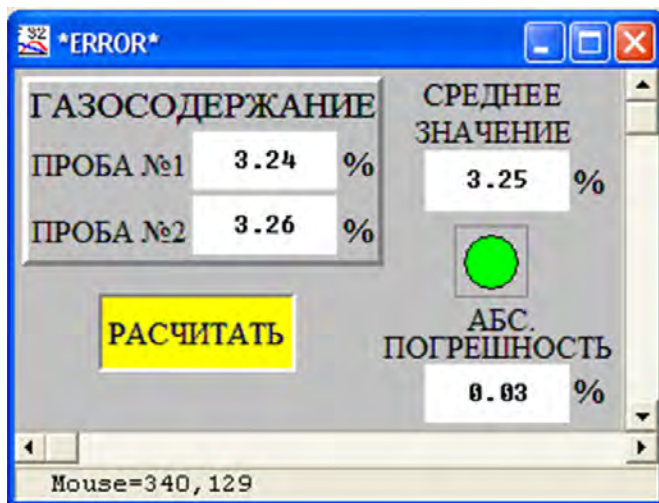 *ERROR*
ГАЗОСОДЕРЖАНИЕ
ПРОБА №1 3.24 %
ПРОБА №2 3.26 %
РАСЧИТАТЬ
СРЕДНЕЕ
ЗНАЧЕНИЕ
3.25 %
АБС.
ПОГРЕШНОСТЬ
0.03 %
Mouse=340,129